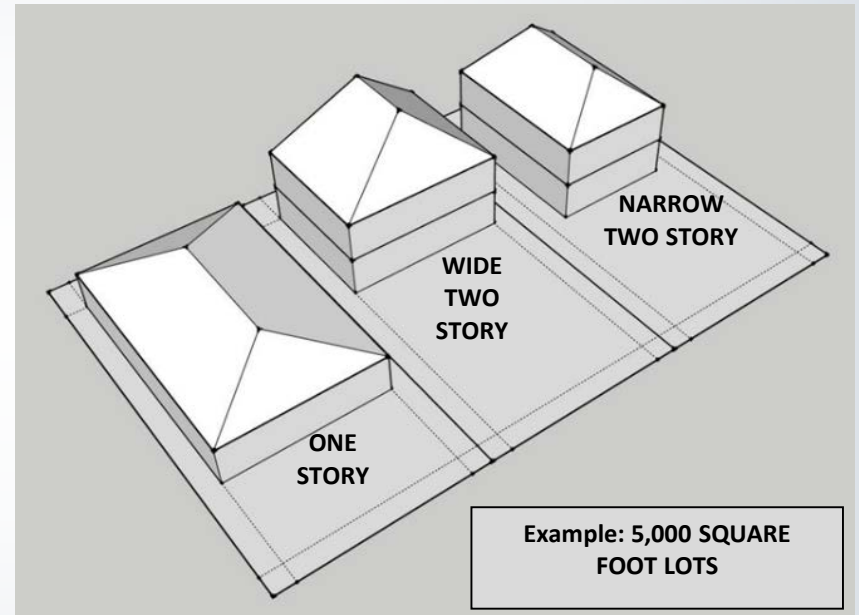 NARROW
TWO STORY
WIDE
TWO
STORY
ONE
STORY
Example: 5,000 SQUARE
FOOT LOTS